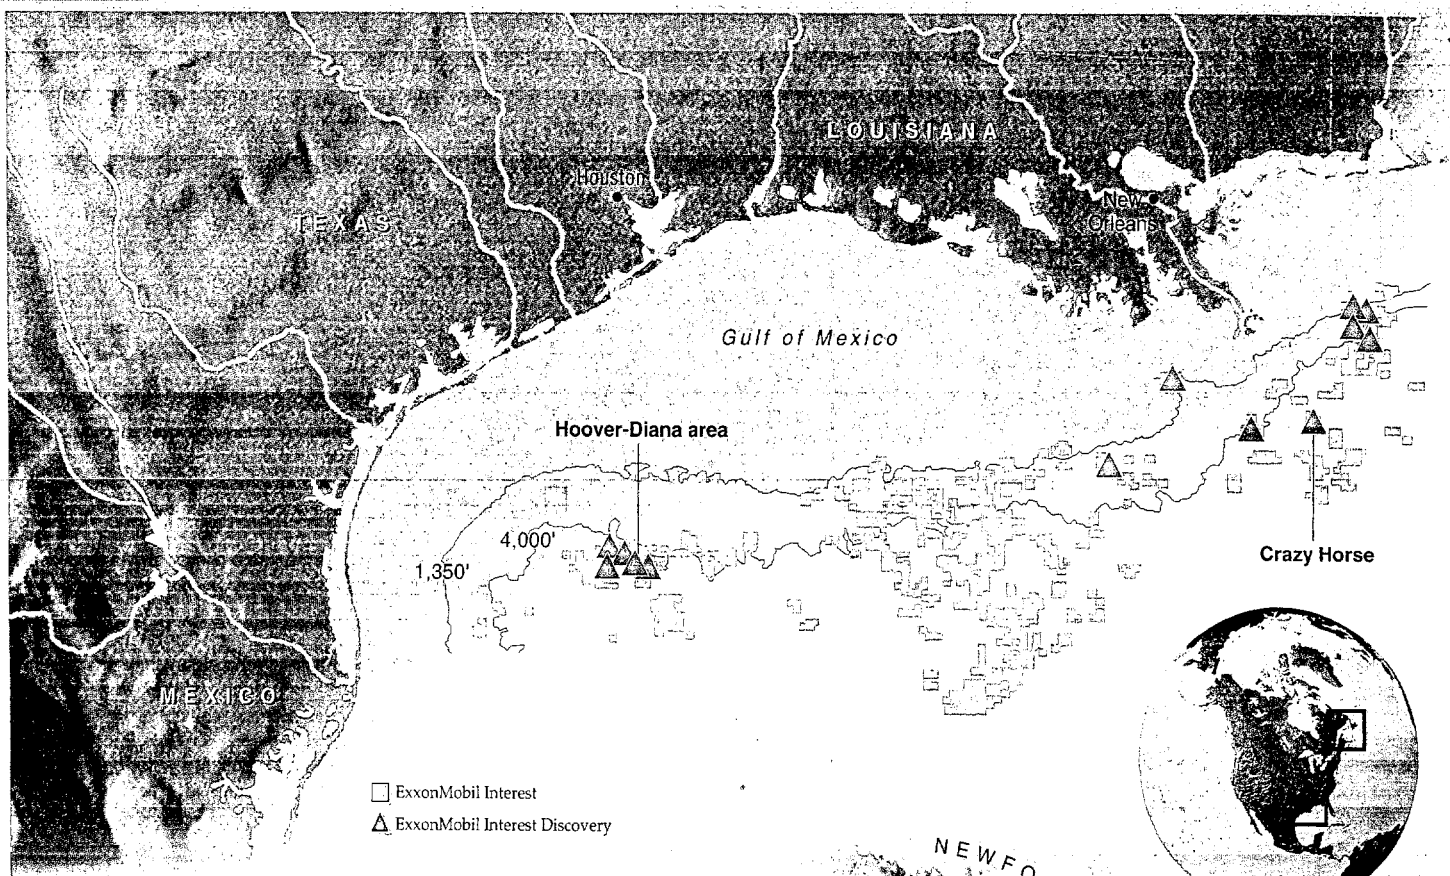 LOUISIANA
Houston
New
Orleans
TEXAS
Gulf of Mexico
Hoover-Diana area
4,000'
1,350'
Crazy Horse
MEXICO
ExxonMobil Interest
ExxonMobil Interest Discovery
NEWFO